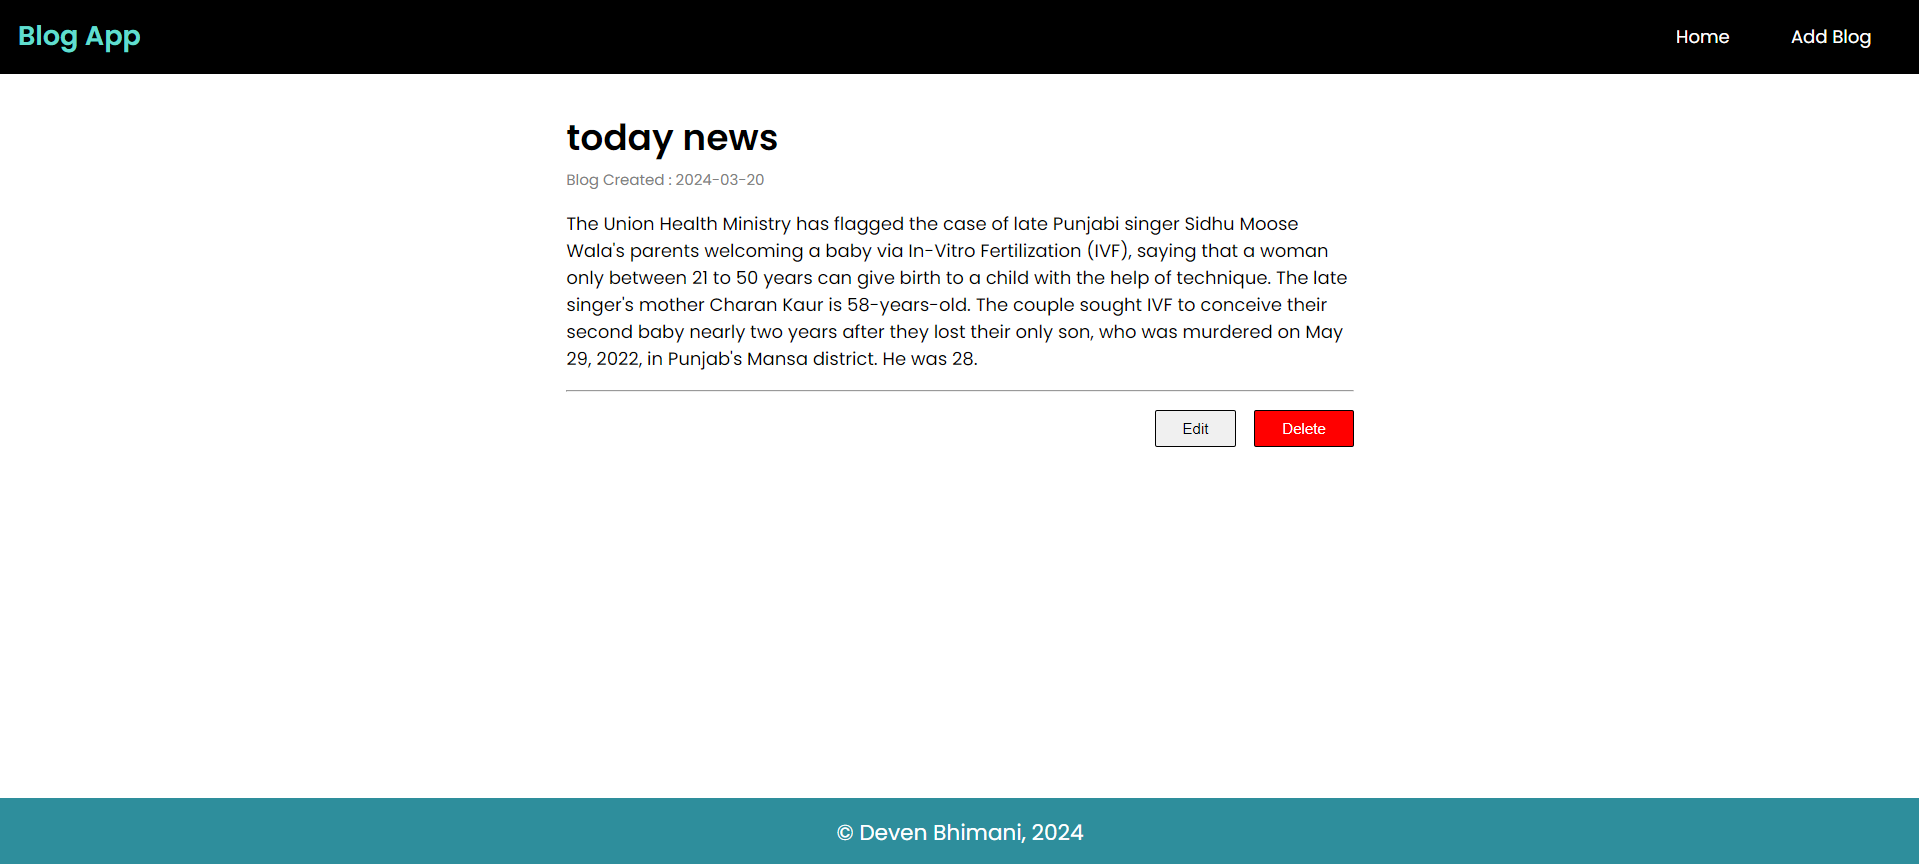 Blog App
Home
Add Blog
today news
Blog Created : 2024-03-20
The Union Health Ministry has flagged the case of late Punjabi singer Sidhu Moose
Wala's parents welcoming a baby via In-Vitro Fertilization (IVF), saying that a woman
only between 21 to 50 years can give birth to a child with the help of technique. The late
singer's mother Charan Kaur is 58-years-old. The couple sought IVF to conceive their
second baby nearly two years after they lost their only son, who was murdered on May
29, 2022, in Punjab's Mansa district. He was 28.
Edit
Delete
© Deven Bhimani, 2024